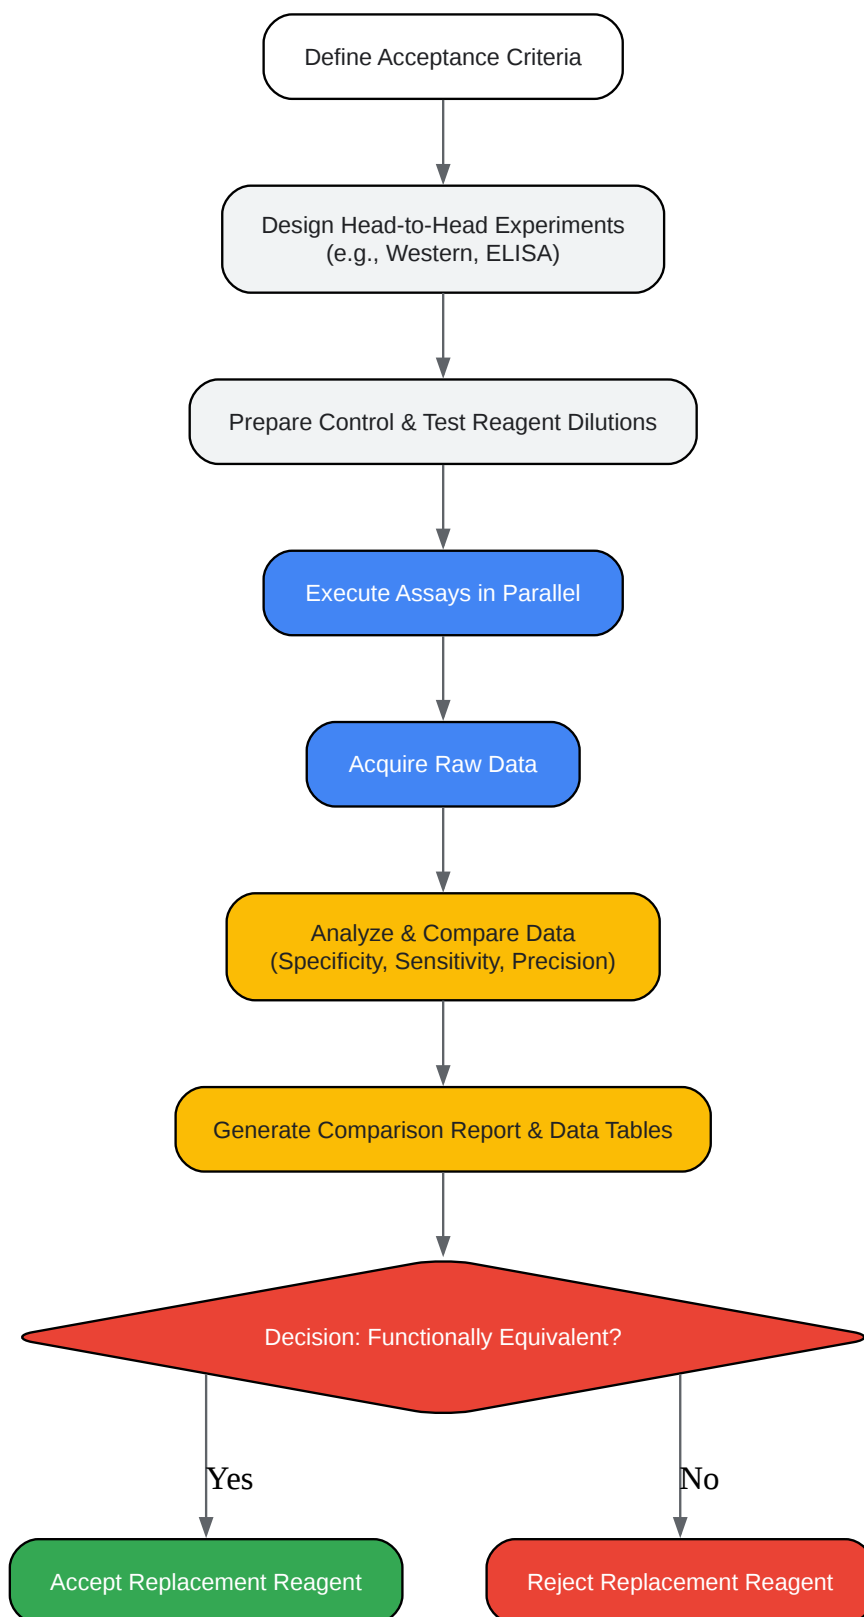 Define Acceptance Criteria
Design Head-to-Head Experiments
(e.g., Western, ELISA)
Prepare Control & Test Reagent Dilutions
Execute Assays in Parallel
Acquire Raw Data
Analyze & Compare Data
(Specificity, Sensitivity, Precision)
Generate Comparison Report & Data Tables
Decision: Functionally Equivalent?
Yes
No
Accept Replacement Reagent
Reject Replacement Reagent